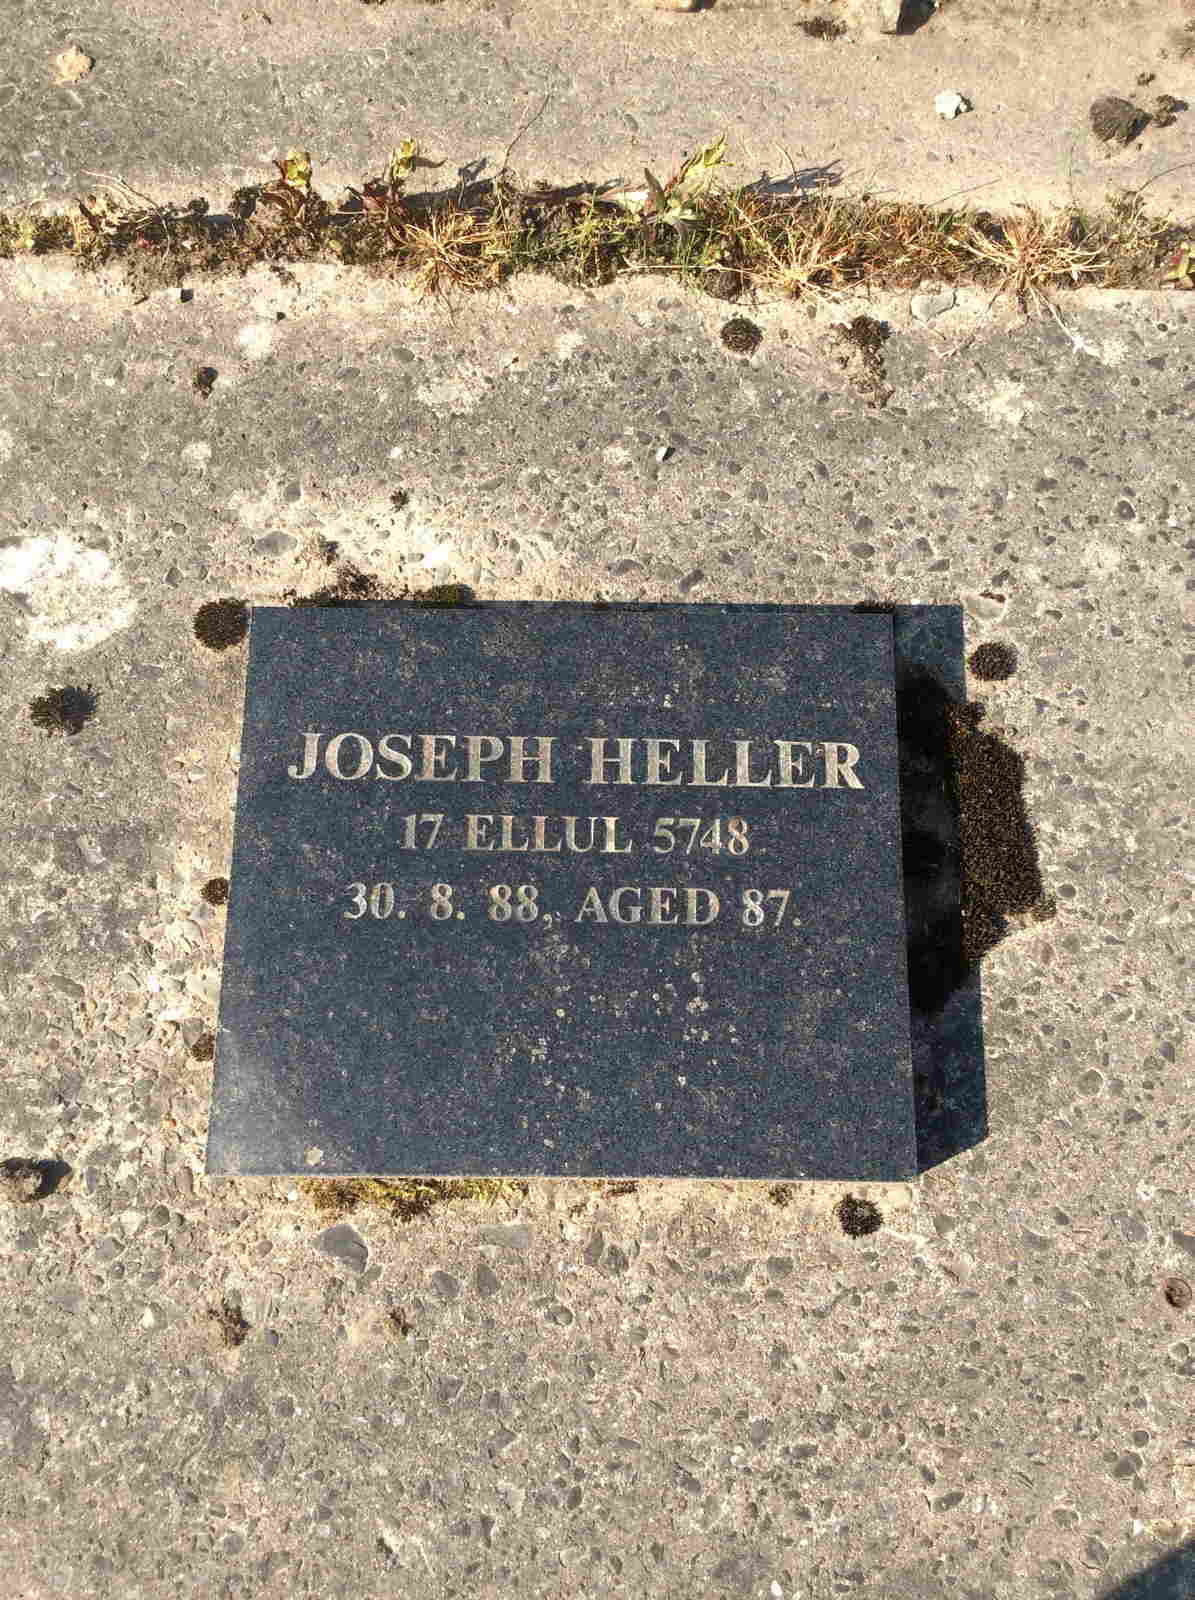 JOSEPH HELLER
17 ELLUL 5748
30. 8. 88, AGED 87.